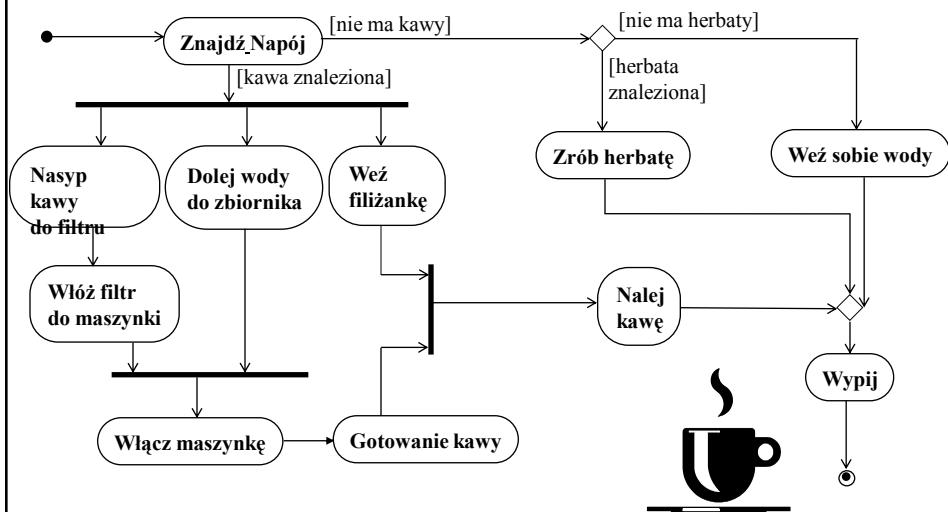 Znajdź Napój
[nie ma kawy]
[nie ma herbaty]
[kawa znaleziona]
[herbata
znaleziona]
Nasyp
kawy
do filtru
Dolej wody
do zbiornika
Weź
filiżankę
Zrób herbatę
Weź sobie wody
Włóż filtr
do maszynki
Nalej
kawę
Wypij
Włącz maszynkę
Gotowanie kawy